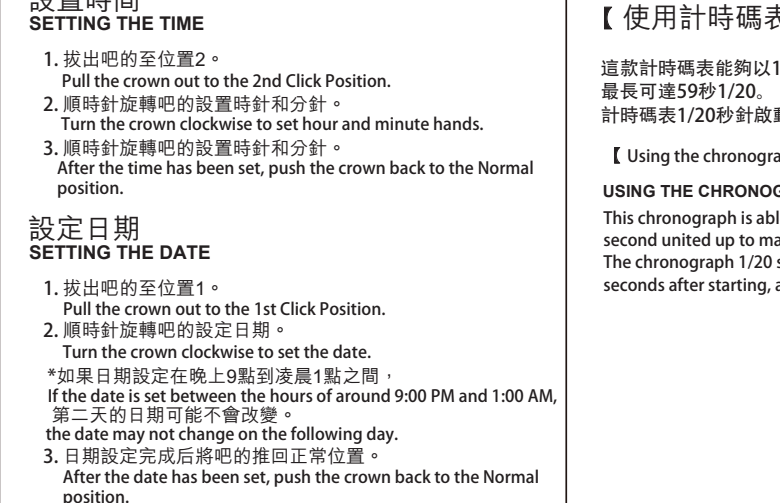 設置時間
SETTING THE TIME
1. 拔出吧的至位置2。
Pull the crown out to the 2nd Click Position.
2. 順時針旋轉吧的設置時針和分針。
Turn the crown clockwise to set hour and minute hands.
3. 順時針旋轉吧的設置時針和分針。
After the time has been set, push the crown back to the Normal
position.
設定日期
SETTING THE DATE
1. 拔出吧的至位置1。
Pull the crown out to the 1st Click Position.
2. 順時針旋轉吧的設定日期。
Turn the crown clockwise to set the date.
*如果日期設定在晚上9點到凌晨1點之間，
If the date is set between the hours of around 9:00 PM and 1:00 AM,
第二天的日期可能不會改變。
the date may not change on the following day.
3. 日期設定完成后將吧的推回正常位置。
After the date has been set, push the crown back to the Normal
position.
【 使用計時碼表
這款計時碼表能夠以1
最長可達59秒1/20。
計時碼表1/20秒針啟動
【 Using the chronogra
USING THE CHRONOG
This chronograph is abl
second united up to ma
The chronograph 1/20 s
seconds after starting, a